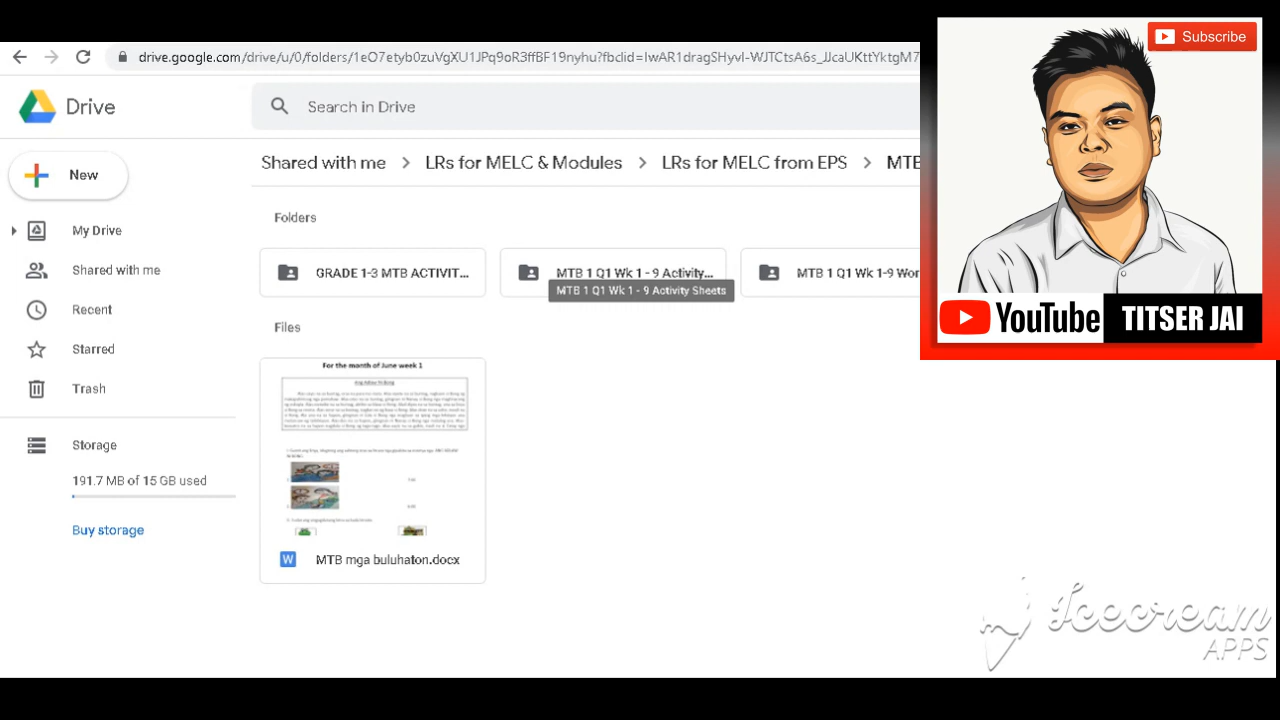 Subscribe
drive.google.com/drive/u/0/folders/1eO7etyb0zuVgXU1JPq9oR3ffBF19nyhu?fbclid=IwAR1dragSHyvI-WJTCtsA6s_JJcaUKttYktgM7
Drive
Search in Drive
New
Shared with me > LRs for MELC & Modules > LRs for MELC from EPS > MTB
My Drive
Shared with me
Recent
Starred
Trash
Storage
191.7 MB of 15 GB used
Buy storage
Folders
GRADE 1-3 MTB ACTIVIT...
MTB 1 Q1 Wk 1 - 9 Activity...
MTB 1 Q1 Wk 1-9 Wor
MTB 1 Q1 Wk 1 - 9 Activity Sheets
YouTube TITSER JAI
Files
For the month of June week 1
MTB mga buluhaton.docx
Icecream
APPS